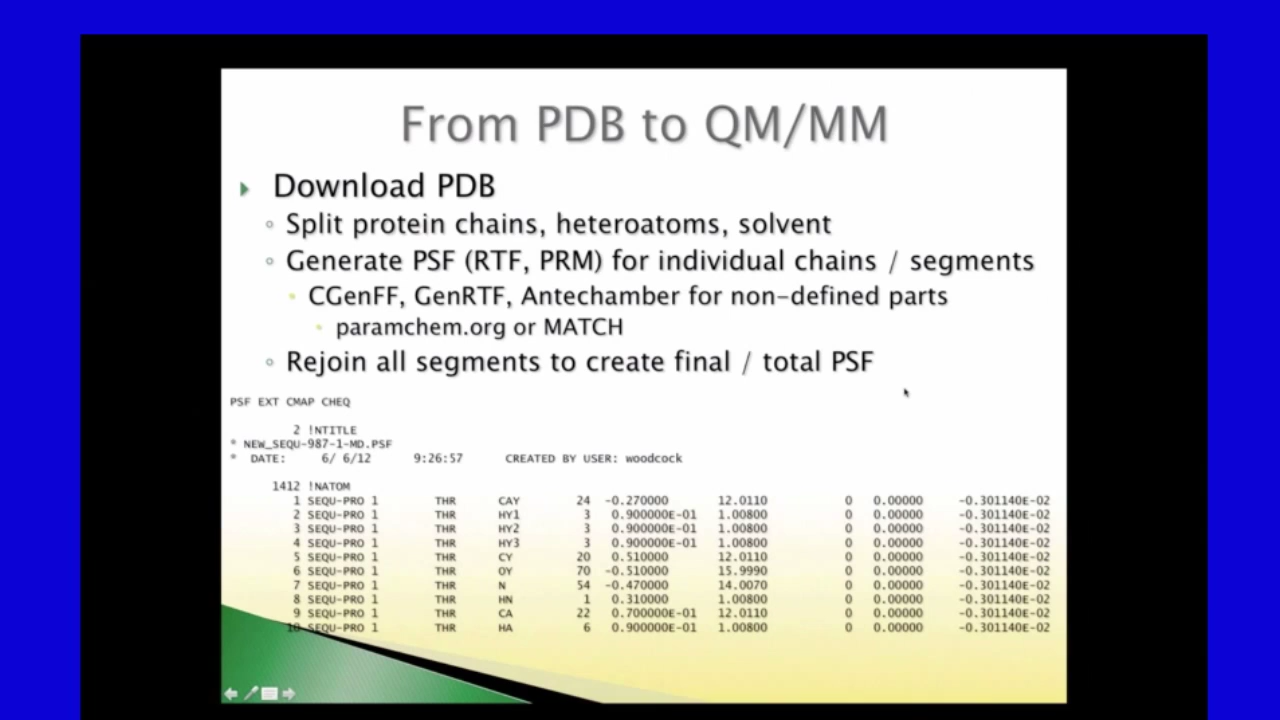 From PDB to QM/MM
Download PDB
Split protein chains, heteroatoms, solvent
Generate PSF (RTF, PRM) for individual chains / segments
CGenFF, GenRTF, Antechamber for non-defined parts
paramchem.org or MATCH
Rejoin all segments to create final / total PSF
PSF EXT CMAP CHEQ
2 !NTITLE
* NEW_SEQU-987-1-MD.PSF
* DATE: 6/ 6/12 9:26:57 CREATED BY USER: woodcock
1412 !NATOM
1 SEQU-PRO 1 THR CAY 24 -0.270000 12.0110 0 0.00000 -0.301140E-02
2 SEQU-PRO 1 THR HY1 3 0.900000E-01 1.00800 0 0.00000 -0.301140E-02
3 SEQU-PRO 1 THR HY2 3 0.900000E-01 1.00800 0 0.00000 -0.301140E-02
4 SEQU-PRO 1 THR HY3 3 0.900000E-01 1.00800 0 0.00000 -0.301140E-02
5 SEQU-PRO 1 THR CY 20 0.510000 12.0110 0 0.00000 -0.301140E-02
6 SEQU-PRO 1 THR OY 70 -0.510000 15.9990 0 0.00000 -0.301140E-02
7 SEQU-PRO 1 THR N 54 -0.470000 14.0070 0 0.00000 -0.301140E-02
8 SEQU-PRO 1 THR HN 1 0.310000 1.00800 0 0.00000 -0.301140E-02
9 SEQU-PRO 1 THR CA 22 0.700000E-01 12.0110 0 0.00000 -0.301140E-02
10 SEQU-PRO 1 THR HA 6 0.900000E-01 1.00800 0 0.00000 -0.301140E-02